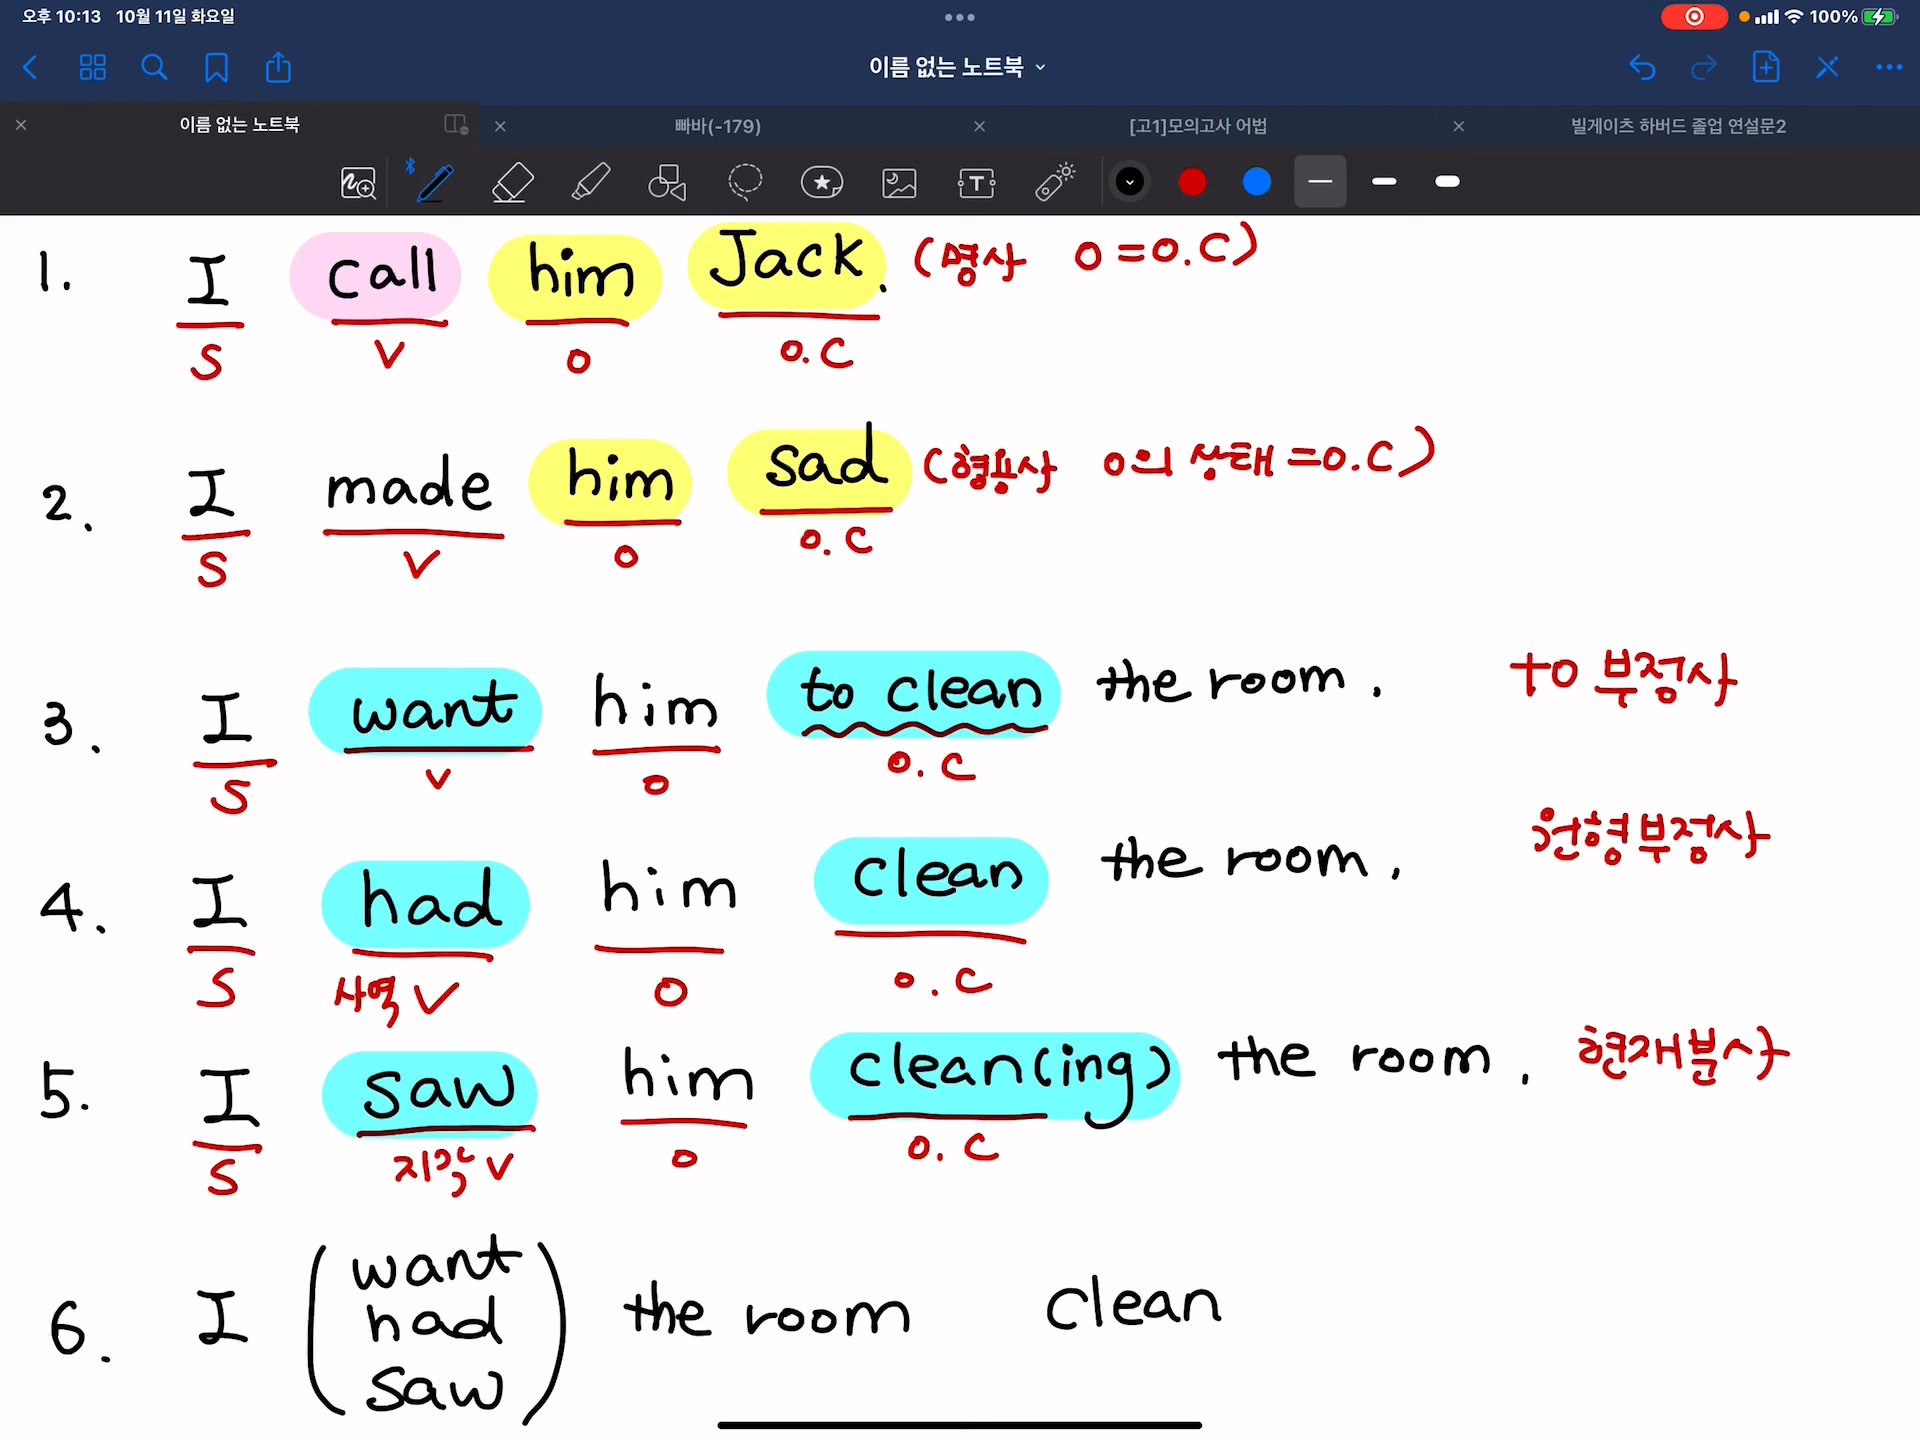 오후 10:13 10월 11일 화요일 100%
이름 없는 노트북
이름 없는 노트북 빠바(-179) [고1]모의고사 어법 빌게이츠 하버드 졸업 연설문2
1. I call him Jack. (명사 O=O.C)
S V O O.C
2. I made him sad (형용사 O의 상태=O.C)
S V O O.C
3. I want him to clean the room. to 부정사
S V O O.C
4. I had him clean the room. 원형부정사
S 사역 V O O.C
5. I saw him clean(ing) the room. 현재분사
S 지각 V O O.C
6. I (want had saw) the room clean